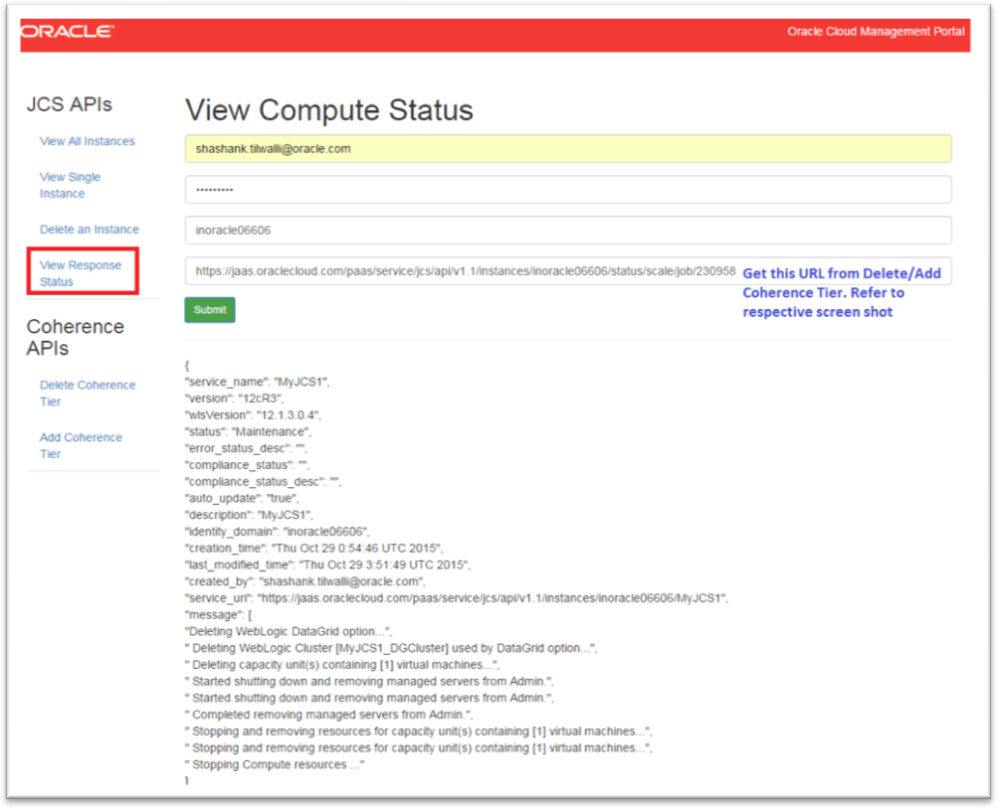 ORACLE
Oracle Cloud Management Portal
JCS APIs
View All Instances
View Single
Instance
Delete an Instance
View Response
Status
Coherence
APIs
Delete Coherence
Tier
Add Coherence
Tier
View Compute Status
shashank.tilwalli@oracle.com
•••••••••
inoracle06606
https://jaas.oraclecloud.com/paas/service/jcs/api/v1.1/instances/inoracle06606/status/scale/job/230958
Get this URL from Delete/Add
Coherence Tier. Refer to
respective screen shot
Submit
{
"service_name": "MyJCS1",
"version": "12cR3",
"wlsVersion": "12.1.3.0.4",
"status": "Maintenance",
"error_status_desc": "",
"compliance_status": "",
"compliance_status_desc": "",
"auto_update": "true",
"description": "MyJCS1",
"identity_domain": "inoracle06606",
"creation_time": "Thu Oct 29 0:54:46 UTC 2015",
"last_modified_time": "Thu Oct 29 3:51:49 UTC 2015",
"created_by": "shashank.tilwalli@oracle.com",
"service_uri": "https://jaas.oraclecloud.com/paas/service/jcs/api/v1.1/instances/inoracle06606/MyJCS1",
"message": [
"Deleting WebLogic DataGrid option...",
" Deleting WebLogic Cluster [MyJCS1_DGCluster] used by DataGrid option...",
" Deleting capacity unit(s) containing [1] virtual machines...",
" Started shutting down and removing managed servers from Admin.",
" Started shutting down and removing managed servers from Admin.",
" Completed removing managed servers from Admin.",
" Stopping and removing resources for capacity unit(s) containing [1] virtual machines...",
" Stopping and removing resources for capacity unit(s) containing [1] virtual machines...",
" Stopping Compute resources ..."
]